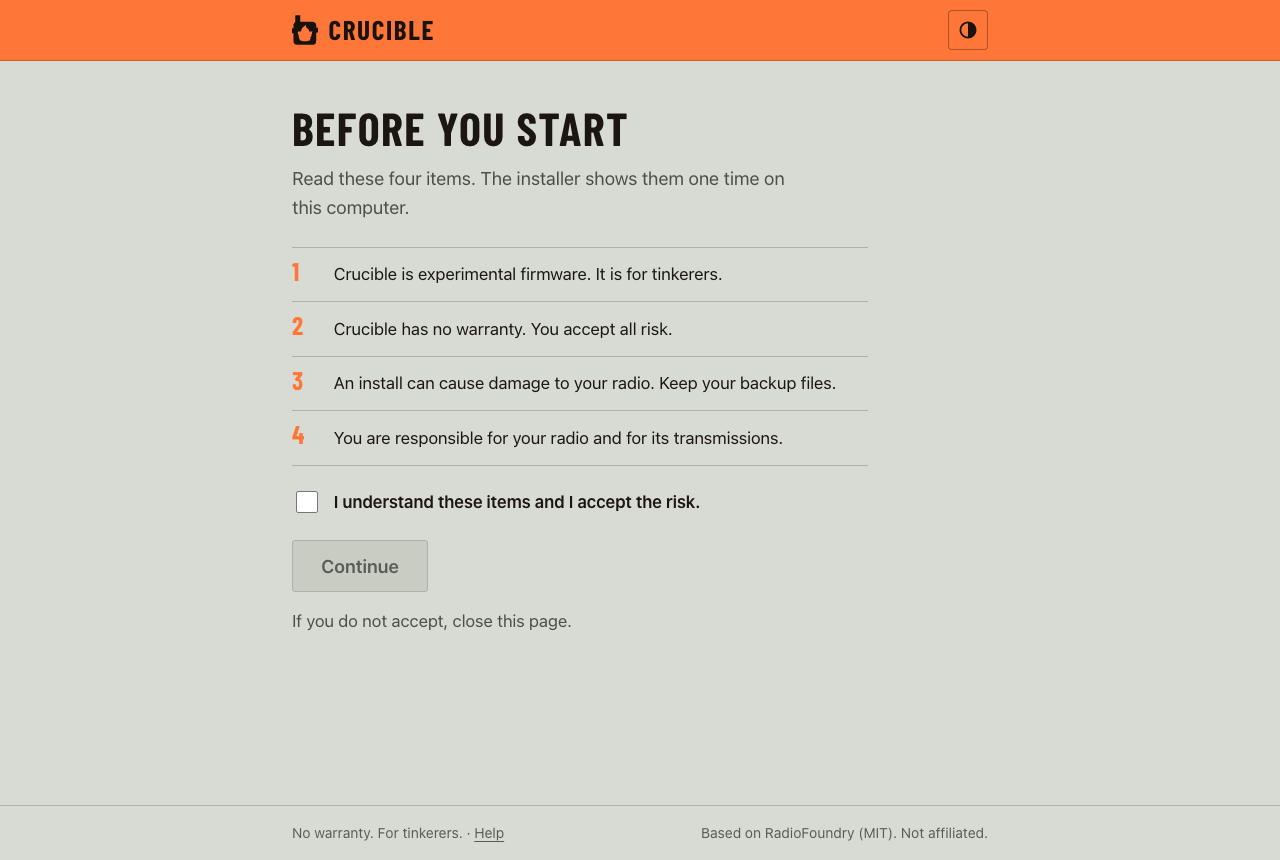 CRUCIBLE
BEFORE YOU START
Read these four items. The installer shows them one time on
this computer.
1 Crucible is experimental firmware. It is for tinkerers.
2 Crucible has no warranty. You accept all risk.
3 An install can cause damage to your radio. Keep your backup files.
4 You are responsible for your radio and for its transmissions.
I understand these items and I accept the risk.
Continue
If you do not accept, close this page.
No warranty. For tinkerers. · Help
Based on RadioFoundry (MIT). Not affiliated.